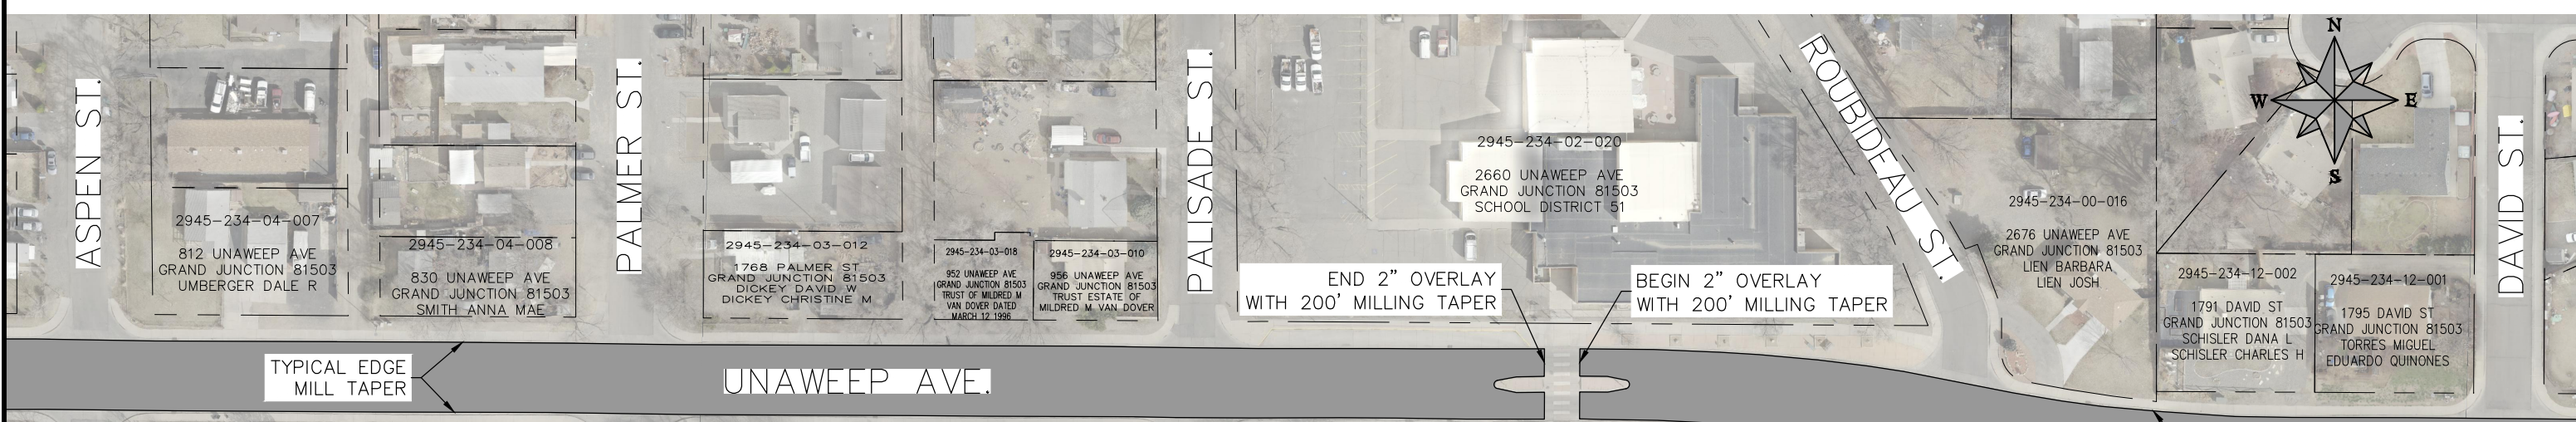 ASPEN ST.
2945-234-04-007
812 UNAWEEP AVE
GRAND JUNCTION 81503
UMBERGER DALE R
2945-234-04-008
830 UNAWEEP AVE
GRAND JUNCTION 81503
SMITH ANNA MAE
PALMER ST.
2945-234-03-012
1768 PALMER ST
GRAND JUNCTION 81503
DICKEY DAVID W
DICKEY CHRISTINE M
2945-234-03-018
952 UNAWEEP AVE
GRAND JUNCTION 81503
TRUST OF MILDRED M
VAN DOVER DATED
MARCH 12 1996
2945-234-03-010
956 UNAWEEP AVE
GRAND JUNCTION 81503
TRUST ESTATE OF
MILDRED M VAN DOVER
PALISADE ST.
2945-234-02-020
2660 UNAWEEP AVE
GRAND JUNCTION 81503
SCHOOL DISTRICT 51
END 2" OVERLAY
WITH 200' MILLING TAPER
BEGIN 2" OVERLAY
WITH 200' MILLING TAPER
ROUBIDEAU ST.
2945-234-00-016
2676 UNAWEEP AVE
GRAND JUNCTION 81503
LIEN BARBARA
LIEN JOSH
N
W
E
S
2945-234-12-002
1791 DAVID ST
GRAND JUNCTION 81503
SCHISLER DANA L
SCHISLER CHARLES H
2945-234-12-001
1795 DAVID ST
GRAND JUNCTION 81503
TORRES MIGUEL
EDUARDO QUINONES
DAVID ST.
TYPICAL EDGE
MILL TAPER
UNAWEEP AVE.